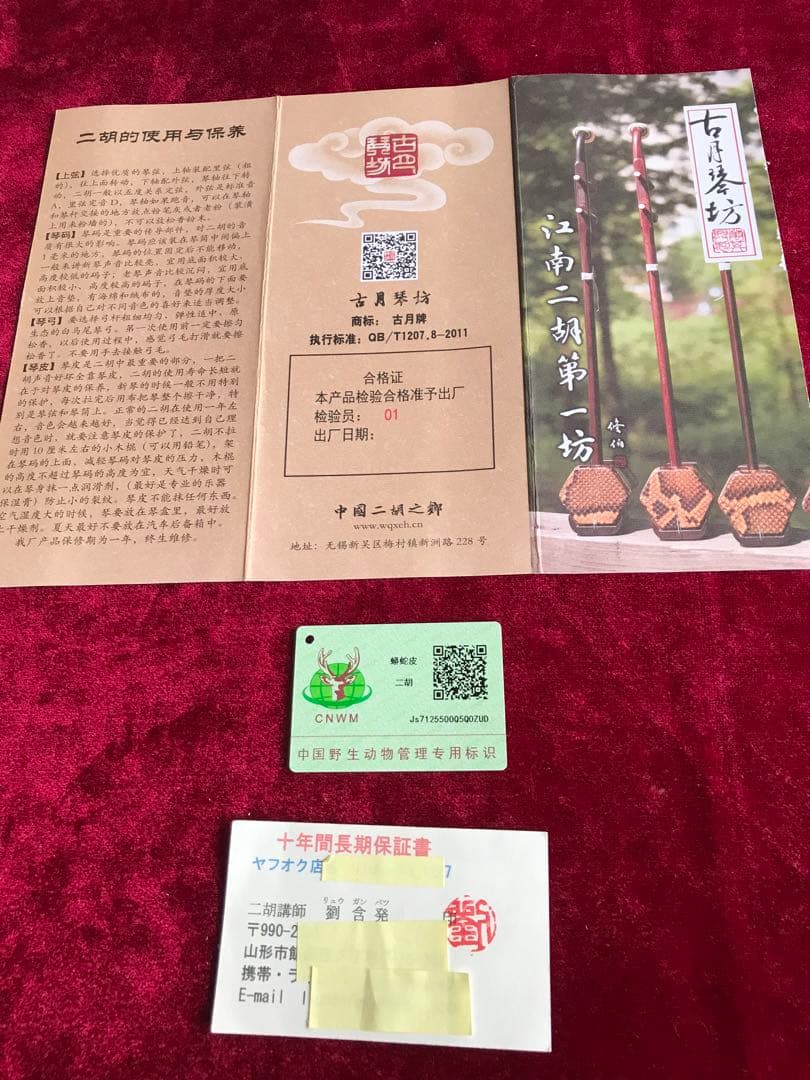 二胡的使用与保养
【上弦】选择优质的琴弦，上轴装配里弦（粗
的），往上面转动，下轴配外弦，琴轴往下转
动，二胡一般以五度关系定弦，外弦是标准音
A、里弦定音D，琴轴如果跑音，可以在琴轴
和琴杆交接的地方放点粉笔灰或者老粉（装潢
上用来粉墙的），不可以放松香粉末。
【琴码】琴码是重要的传导部件，对二胡的音
质有很大的影响。琴码应该装在琴筒中间偏上
1毫米的地方，琴码的位置固定后不能移动，
一般来讲新琴声音比较亮，宜用底面积较大、
高度较低的码子；老琴声音比较沉闷，宜用底
面积较小、高度较高的码子，在琴码的下面要
放上音垫，有海绵和绒布的，音垫的厚度大小
可以根据自己对不同音色的喜好来适当调整。
【琴弓】要选择弓杆粗细均匀、弹性适中，原
生态的白马尾琴弓。第一次使用前一定要擦匀
松香，以后使用过程中，感觉弓毛打滑就要擦
松香了。不要用手去接触弓毛。
【琴皮】琴皮是二胡中最重要的部分，一把二
胡声音好坏全靠琴皮，二胡的使用寿命长短就
在于对琴皮的保养，新琴的时候一般不用特别
的保护，每次拉完后用布把琴整个擦干净，特
别是琴弦和琴筒上。正常的二胡在使用一年左
右，音色会越来越好，当觉得已经达到自己理
想音色时，就要注意琴皮的保护了，二胡不拉
时用10厘米左右的小木棍（可以用铅笔），架
在琴码的上面、减轻琴码对琴皮的压力，木棍
的高度不超过琴码的高度为宜，天气干燥时可
以在琴身抹一点润滑剂，（最好是专业的乐器
保湿膏）防止小的裂纹。琴皮不能抹任何东西。
空气湿度大的时候，琴要放在琴盒里，最好放
上干燥剂。夏天最好不要放在汽车后备箱中。
我厂产品保修期为一年，终生维修。
古月琴坊
古月琴坊
商标：古月牌
执行标准：QB/T1207.8-2011
合格证
本产品检验合格准予出厂
检验员：01
出厂日期：
中國二胡之鄉
www.wqxeh.cn
地址：无锡新吴区梅村镇新洲路228号
古月琴坊
江南二胡第一坊
CNWM
蟒蛇皮
二胡
Js7125500Q5Q0ZUD
中国野生动物管理专用标识
十年間長期保証書
ヤフオク店
7
リュウ ガン パツ
二胡講師 劉含発 印
〒990-2
山形市飯
携帯・ラ
E-mail